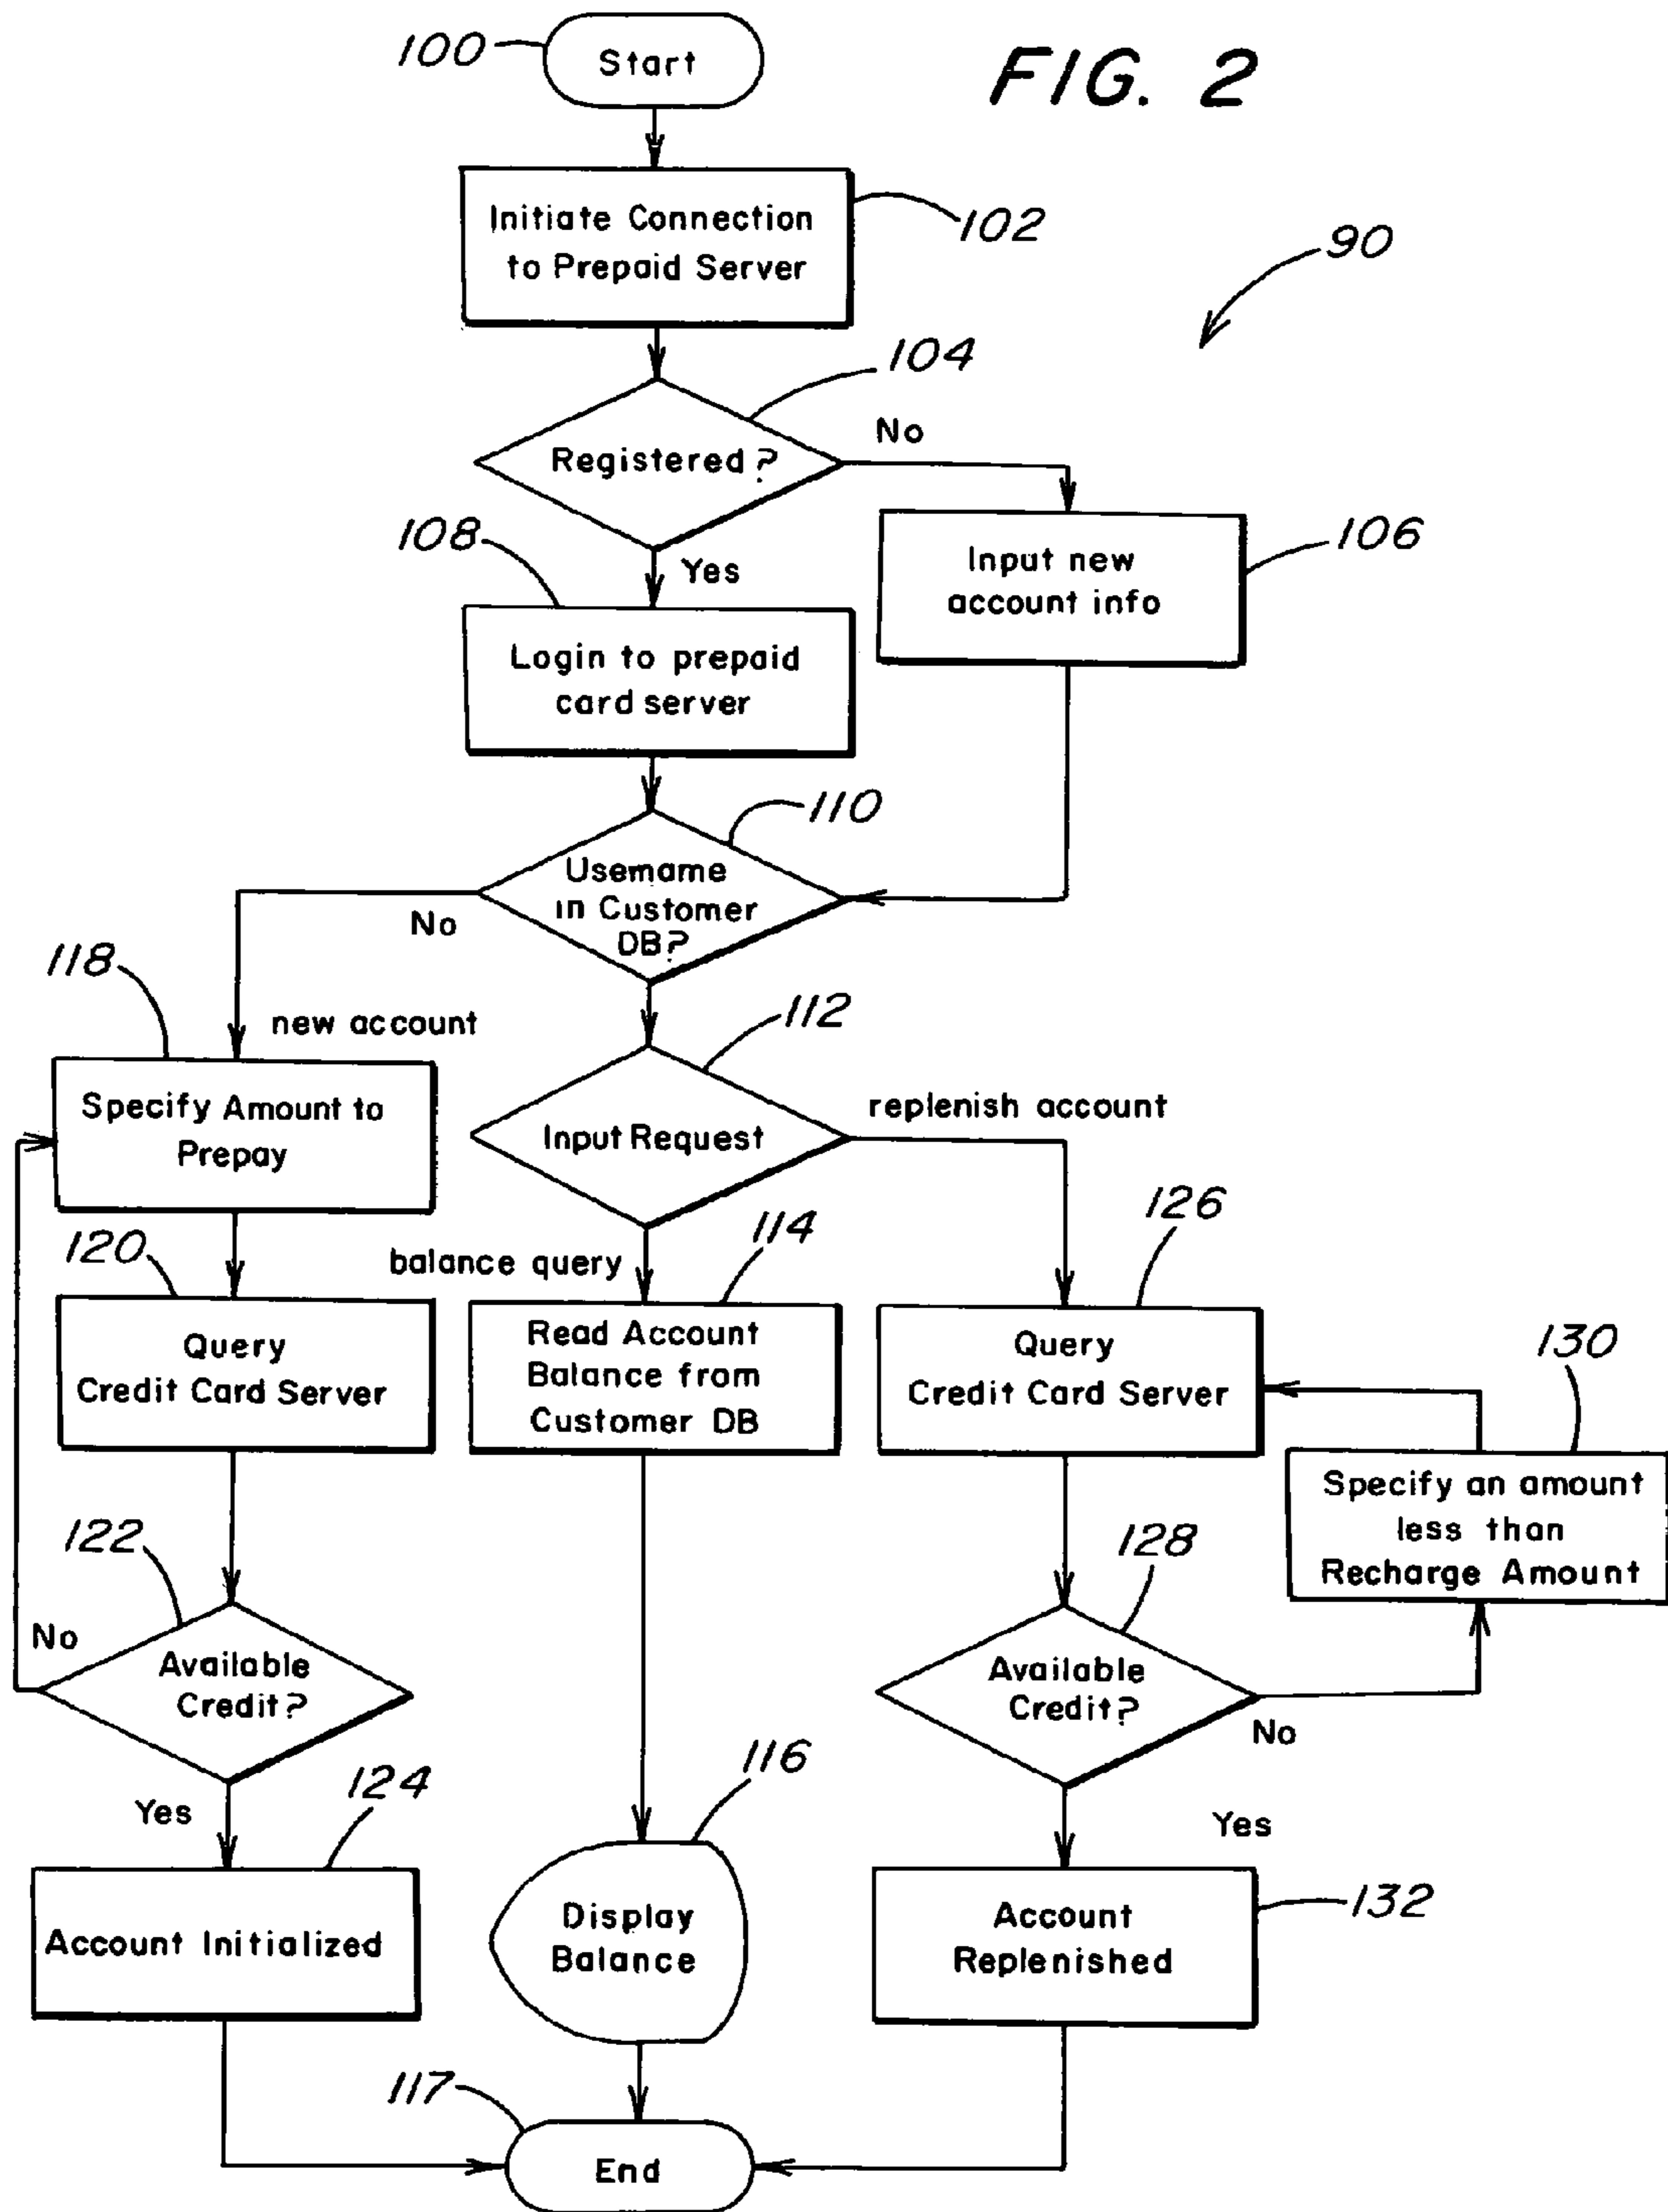 FIG. 2
100
Start
Initiate Connection
to Prepaid Server
102
90
104
Registered?
No
108
Yes
106
Input new
account info
Login to prepaid
card server
110
Username
in Customer
DB?
No
118
new account
112
Specify Amount to
Prepay
Input Request
replenish account
120
balance query
114
126
Query
Credit Card Server
Read Account
Balance from
Customer DB
Query
Credit Card Server
130
Specify an amount
less than
Recharge Amount
122
No
Available
Credit?
128
Available
Credit?
No
Yes
124
116
Yes
Account Initialized
Display
Balance
Account
Replenished
132
117
End